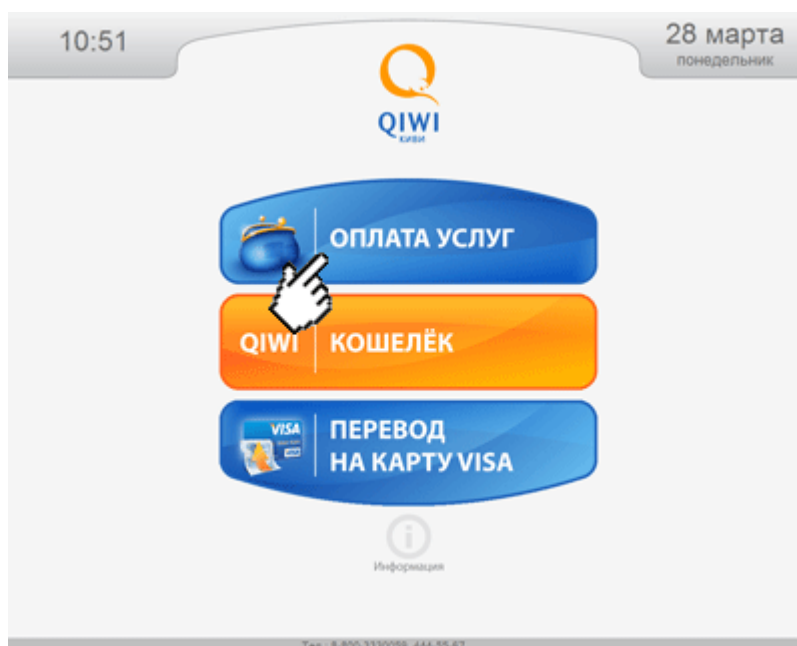 10:51
28 марта
понедельник
QIWI
КИВИ
ОПЛАТА УСЛУГ
QIWI КОШЕЛЁК
VISA
ПЕРЕВОД
НА КАРТУ VISA
Информация